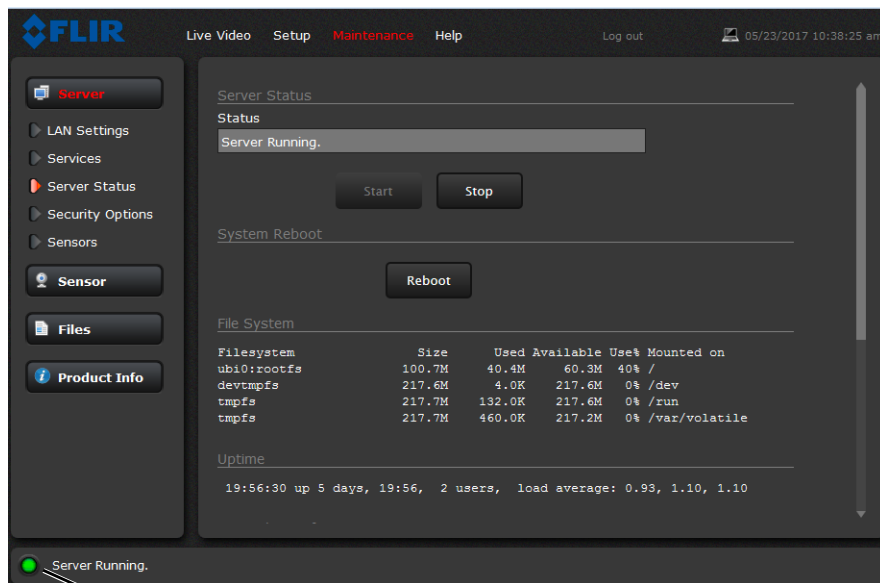 FLIR
Live Video Setup Maintenance Help Log out 05/23/2017 10:38:25 am
Server
LAN Settings
Services
Server Status
Security Options
Sensors
Sensor
Files
Product Info
Server Status
Status
Server Running.
Start Stop
System Reboot
Reboot
File System
Filesystem Size Used Available Use% Mounted on
ubi0:rootfs 100.7M 40.4M 60.3M 40% /
devtmpfs 217.6M 4.0K 217.6M 0% /dev
tmpfs 217.7M 132.0K 217.6M 0% /run
tmpfs 217.7M 460.0K 217.2M 0% /var/volatile
Uptime
19:56:30 up 5 days, 19:56, 2 users, load average: 0.93, 1.10, 1.10
Server Running.